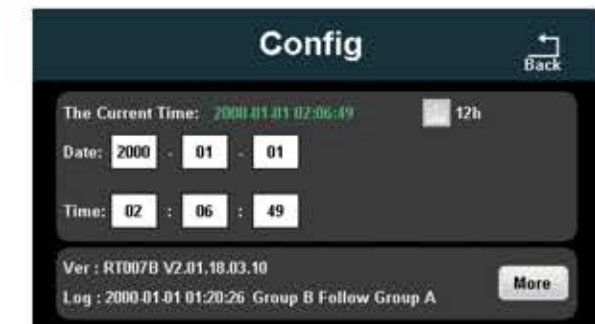 Config
Back
The Current Time: 2000-01-01 02:06:49
12h
Date: 2000 - 01 - 01
Time: 02 : 06 : 49
Ver : RT007B V2.01.18.03.10
Log : 2000-01-01 01:20:26 Group B Follow Group A
More